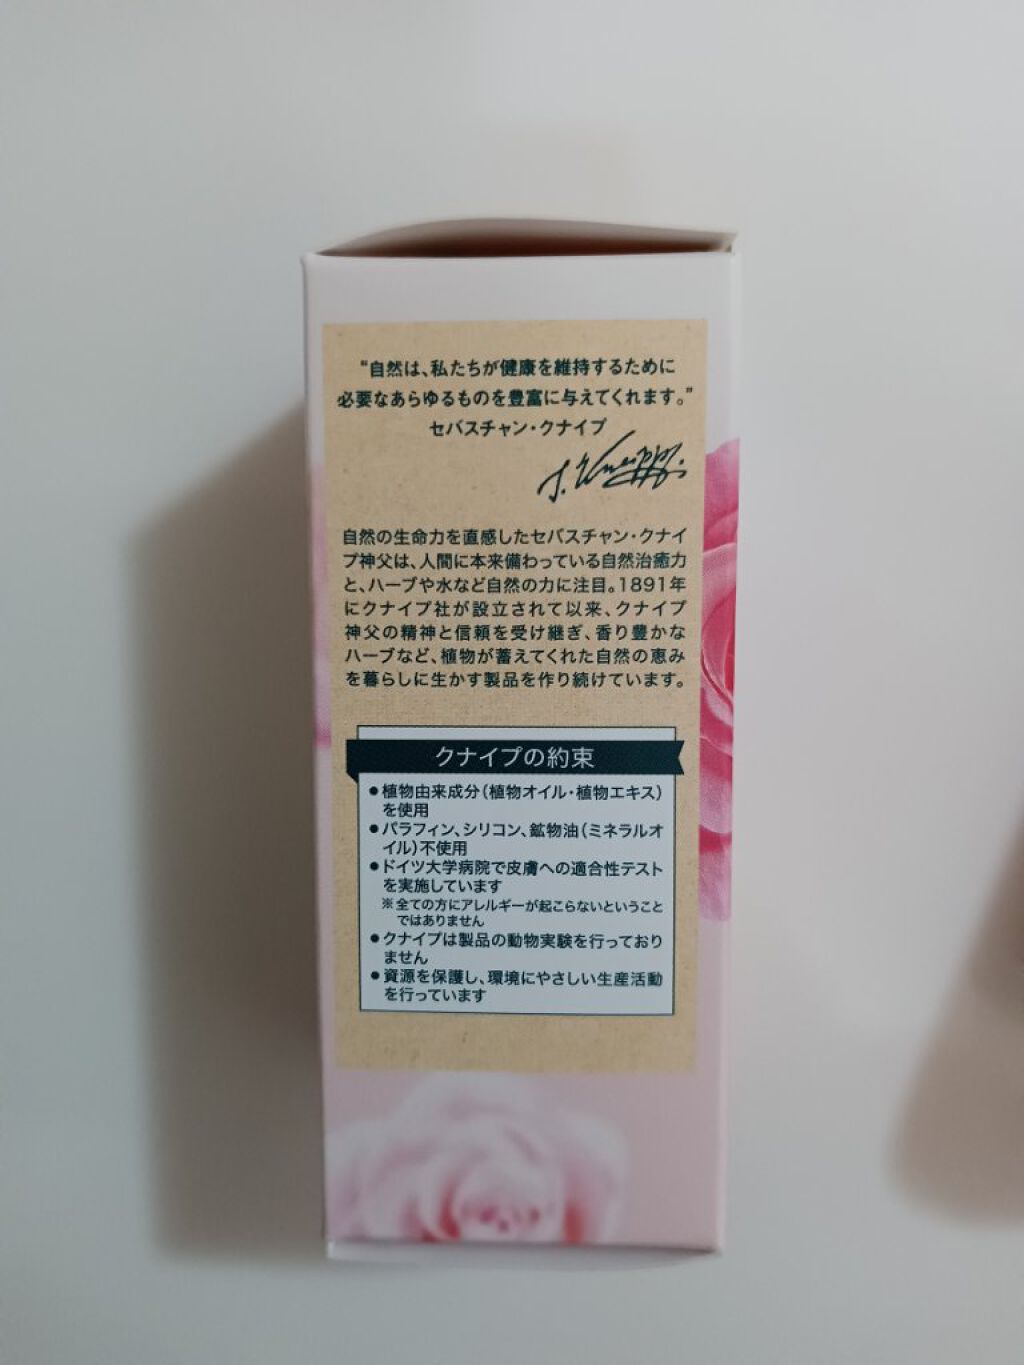 “自然は、私たちが健康を維持するために
必要なあらゆるものを豊富に与えてくれます。”
セバスチャン・クナイプ
S. Kneipp.
自然の生命力を直感したセバスチャン・クナイ
プ神父は、人間に本来備わっている自然治癒力
と、ハーブや水など自然の力に注目。1891年
にクナイプ社が設立されて以来、クナイプ
神父の精神と信頼を受け継ぎ、香り豊かな
ハーブなど、植物が蓄えてくれた自然の恵み
を暮らしに生かす製品を作り続けています。
クナイプの約束
●植物由来成分(植物オイル・植物エキス)
を使用
●パラフィン、シリコン、鉱物油(ミネラルオ
イル)不使用
●ドイツ大学病院で皮膚への適合性テスト
を実施しています
※全ての方にアレルギーが起こらないということ
ではありません
●クナイプは製品の動物実験を行っており
ません
●資源を保護し、環境にやさしい生産活動
を行っています